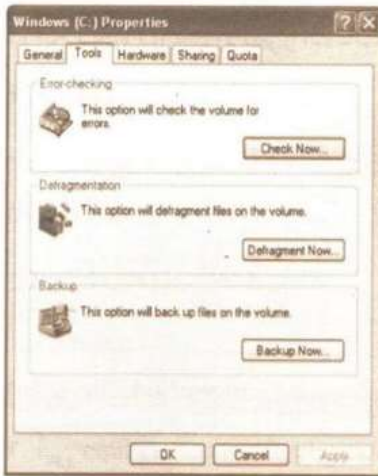 Windows (C:) Properties
General Tools Hardware Sharing Quota
Error-checking
This option will check the volume for
errors.
Check Now...
Defragmentation
This option will defragment files on the volume.
Defragment Now...
Backup
This option will back up files on the volume.
Backup Now...
OK Cancel Apply